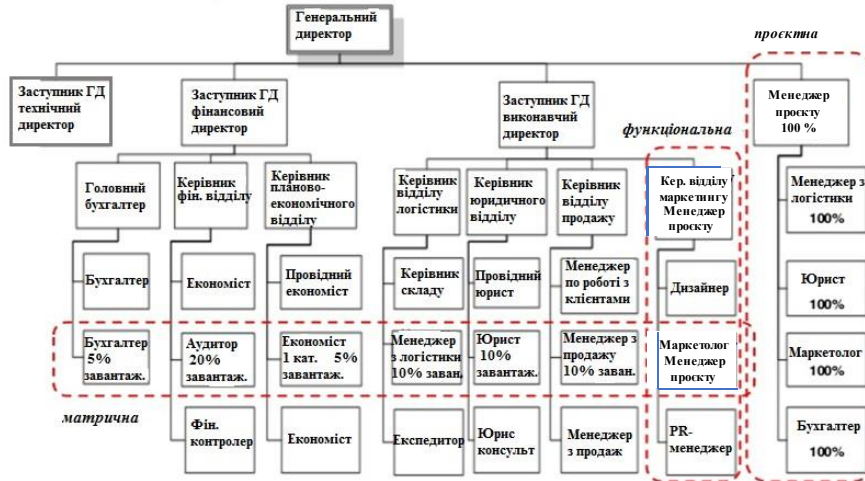 Генеральний
директор
проєктна
Заступник ГД
технічний
директор
Заступник ГД
фінансовий
директор
Заступник ГД
виконавчий
директор
Менеджер
проєкту
100 %
функціональна
Головний
бухгалтер
Керівник
фін. відділу
Керівник
планово-
економічного
відділу
Керівник
відділу
логістики
Керівник
юридичного
відділу
Керівник
відділу
продажу
Кер. відділу
маркетингу
Менеджер
проєкту
Менеджер з
логістики
100%
Бухгалтер
Економіст
Провідний
економіст
Керівник
складу
Провідний
юрист
Менеджер
по роботі з
клієнтами
Дизайнер
Юрист
100%
Бухгалтер
5%
завантаж.
Аудитор
20%
завантаж.
Економіст
1 кат. 5%
завантаж.
Менеджер
з логістики
10% заван.
Юрист
10%
завантаж.
Менеджер з
продажу
10% заван.
Маркетолог
Менеджер
проєкту
Маркетолог
100%
матрична
Фін.
контролер
Економіст
Експедитор
Юрис
консульт
Менеджер
з продаж
PR-
менеджер
Бухгалтер
100%